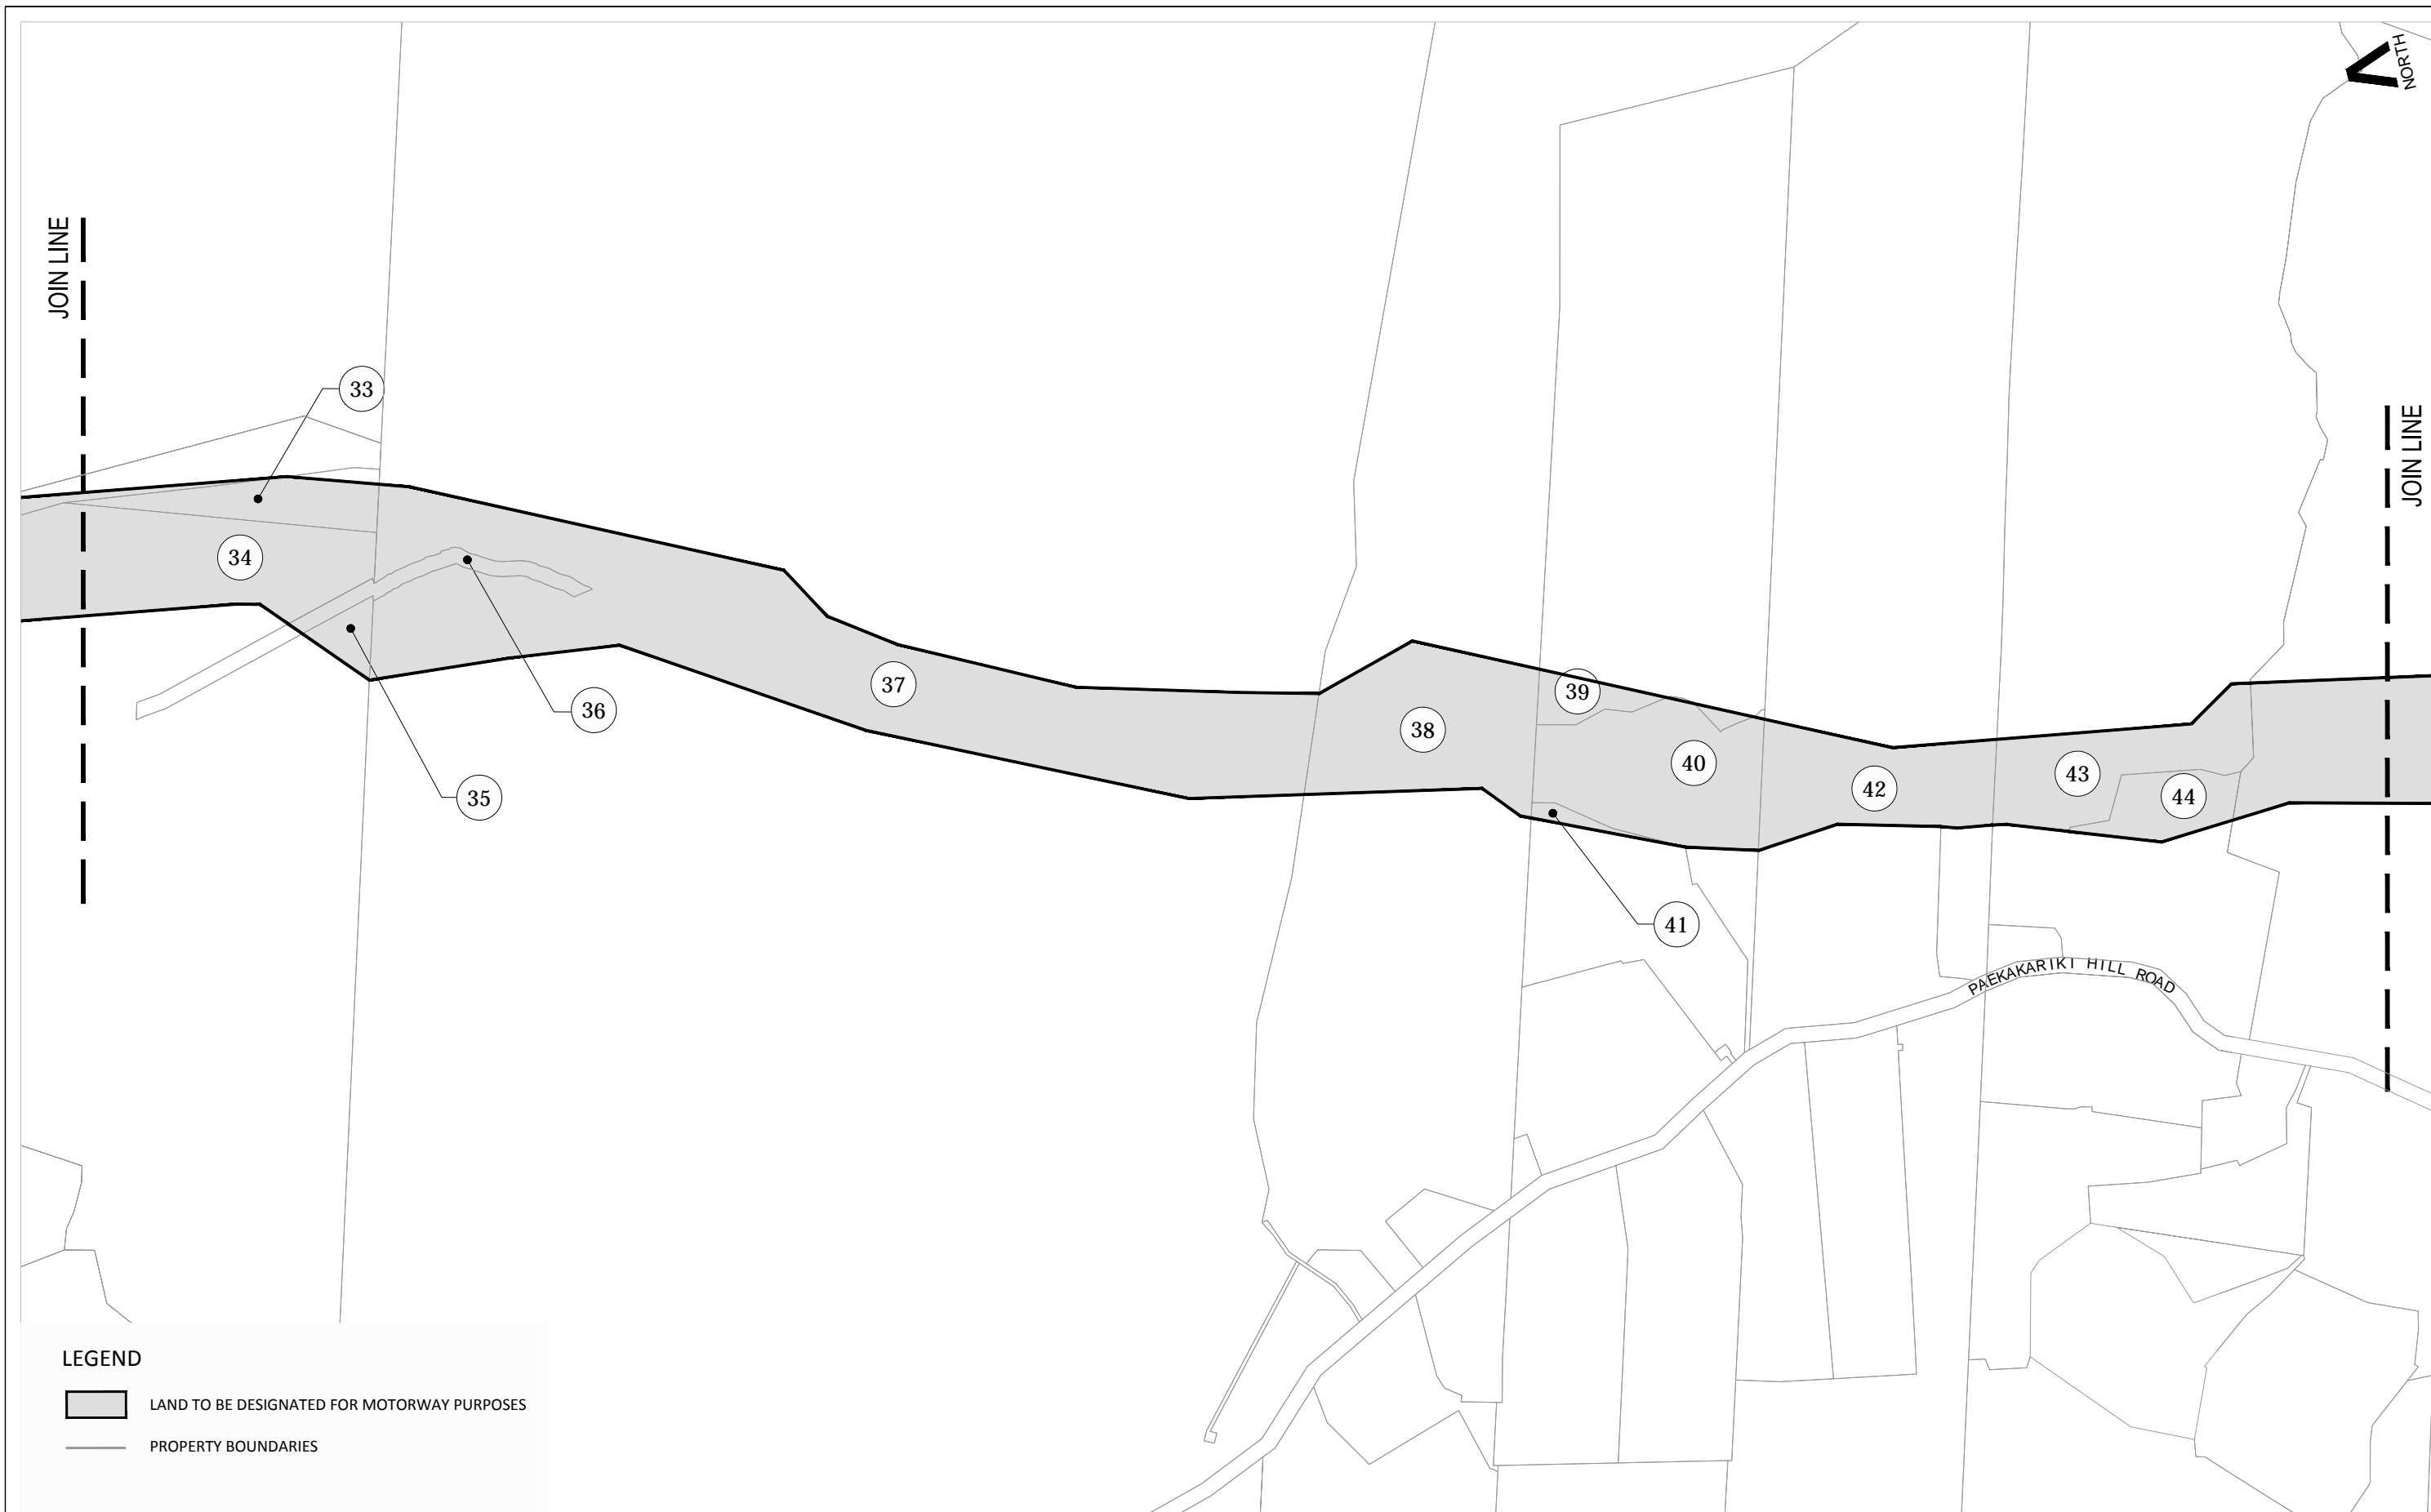 NORTH
JOIN LINE
JOIN LINE
33
34
37
36
38
39
40
42
43
44
35
41
PAEKAKARIKI HILL ROAD
LEGEND
LAND TO BE DESIGNATED FOR MOTORWAY PURPOSES
PROPERTY BOUNDARIES